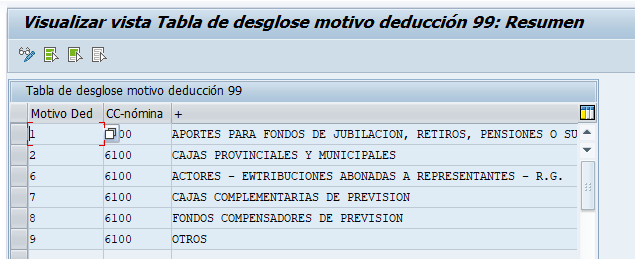 Visualizar vista Tabla de desglose motivo deducción 99: Resumen
Tabla de desglose motivo deducción 99
Motivo Ded CC-nómina +
1 00 APORTES PARA FONDOS DE JUBILACION, RETIROS, PENSIONES O SU
2 6100 CAJAS PROVINCIALES Y MUNICIPALES
6 6100 ACTORES - EWTRIBUCIONES ABONADAS A REPRESENTANTES - R.G.
7 6100 CAJAS COMPLEMENTARIAS DE PREVISION
8 6100 FONDOS COMPENSADORES DE PREVISION
9 6100 OTROS